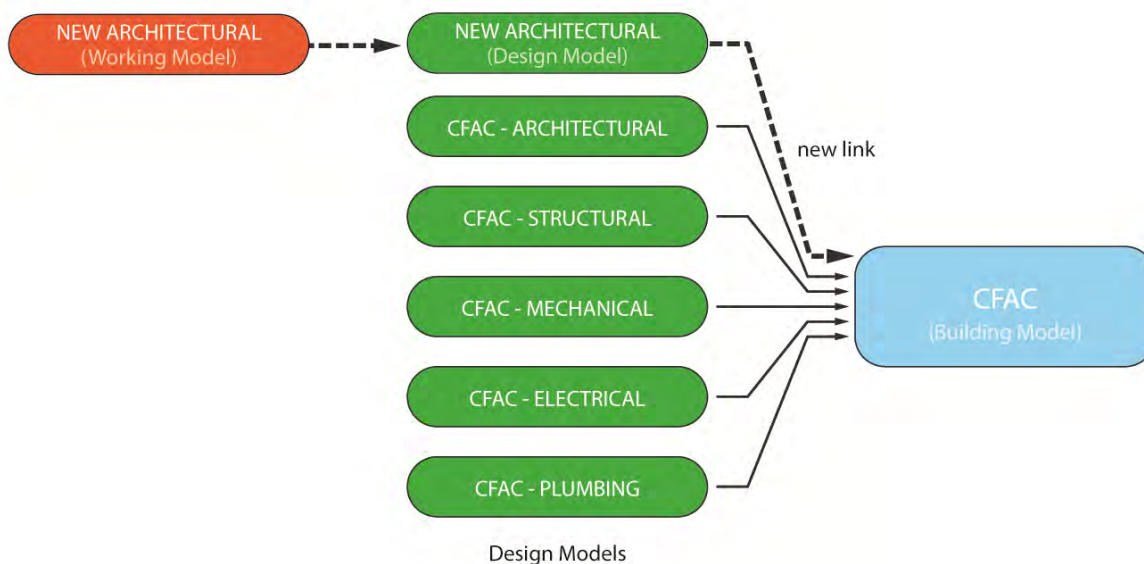 NEW ARCHITECTURAL
(Working Model)
NEW ARCHITECTURAL
(Design Model)
CFAC - ARCHITECTURAL
new link
CFAC - STRUCTURAL
CFAC - MECHANICAL
CFAC
(Building Model)
CFAC - ELECTRICAL
CFAC - PLUMBING
Design Models